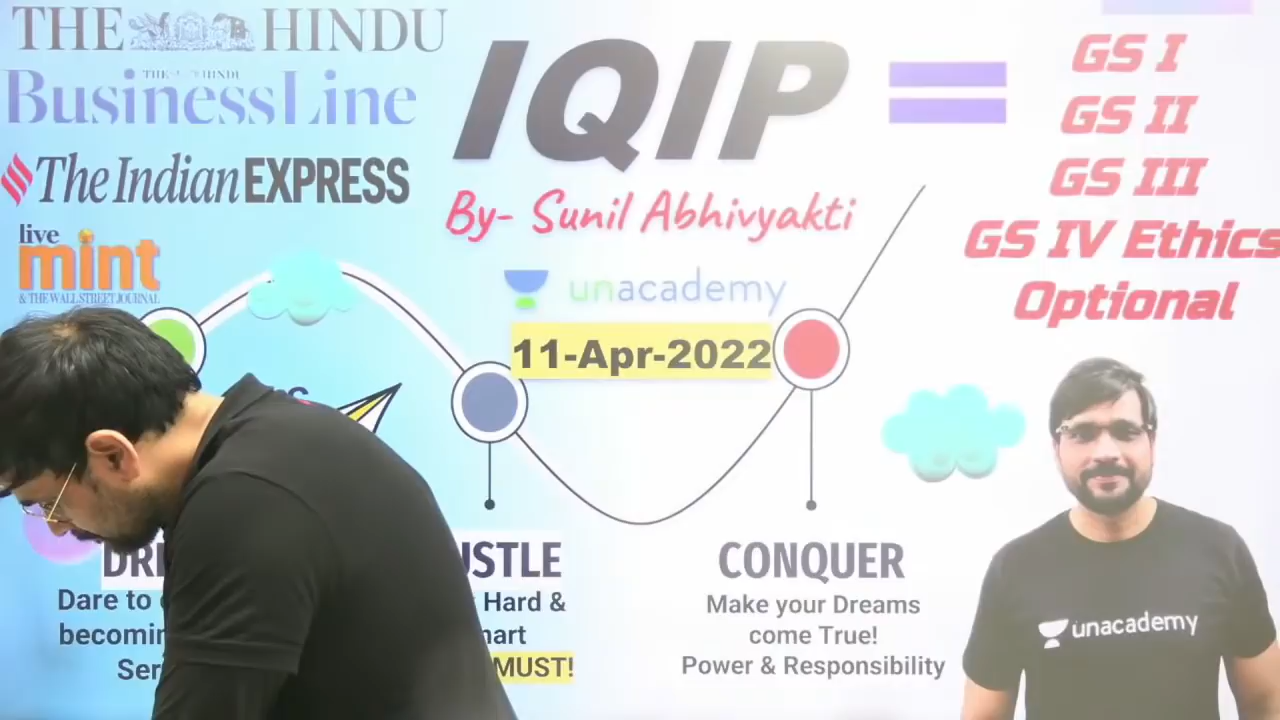 THE HINDU
THE HINDU
BusinessLine
The Indian EXPRESS
live
mint
& THE WALL STREET JOURNAL
IQIP
By- Sunil Abhivyakti
unacademy
11-Apr-2022
=
GS I
GS II
GS III
GS IV Ethics
Optional
Dare to
Hard &
MUST!
CONQUER
Make your Dreams
come True!
Power & Responsibility
unacademy